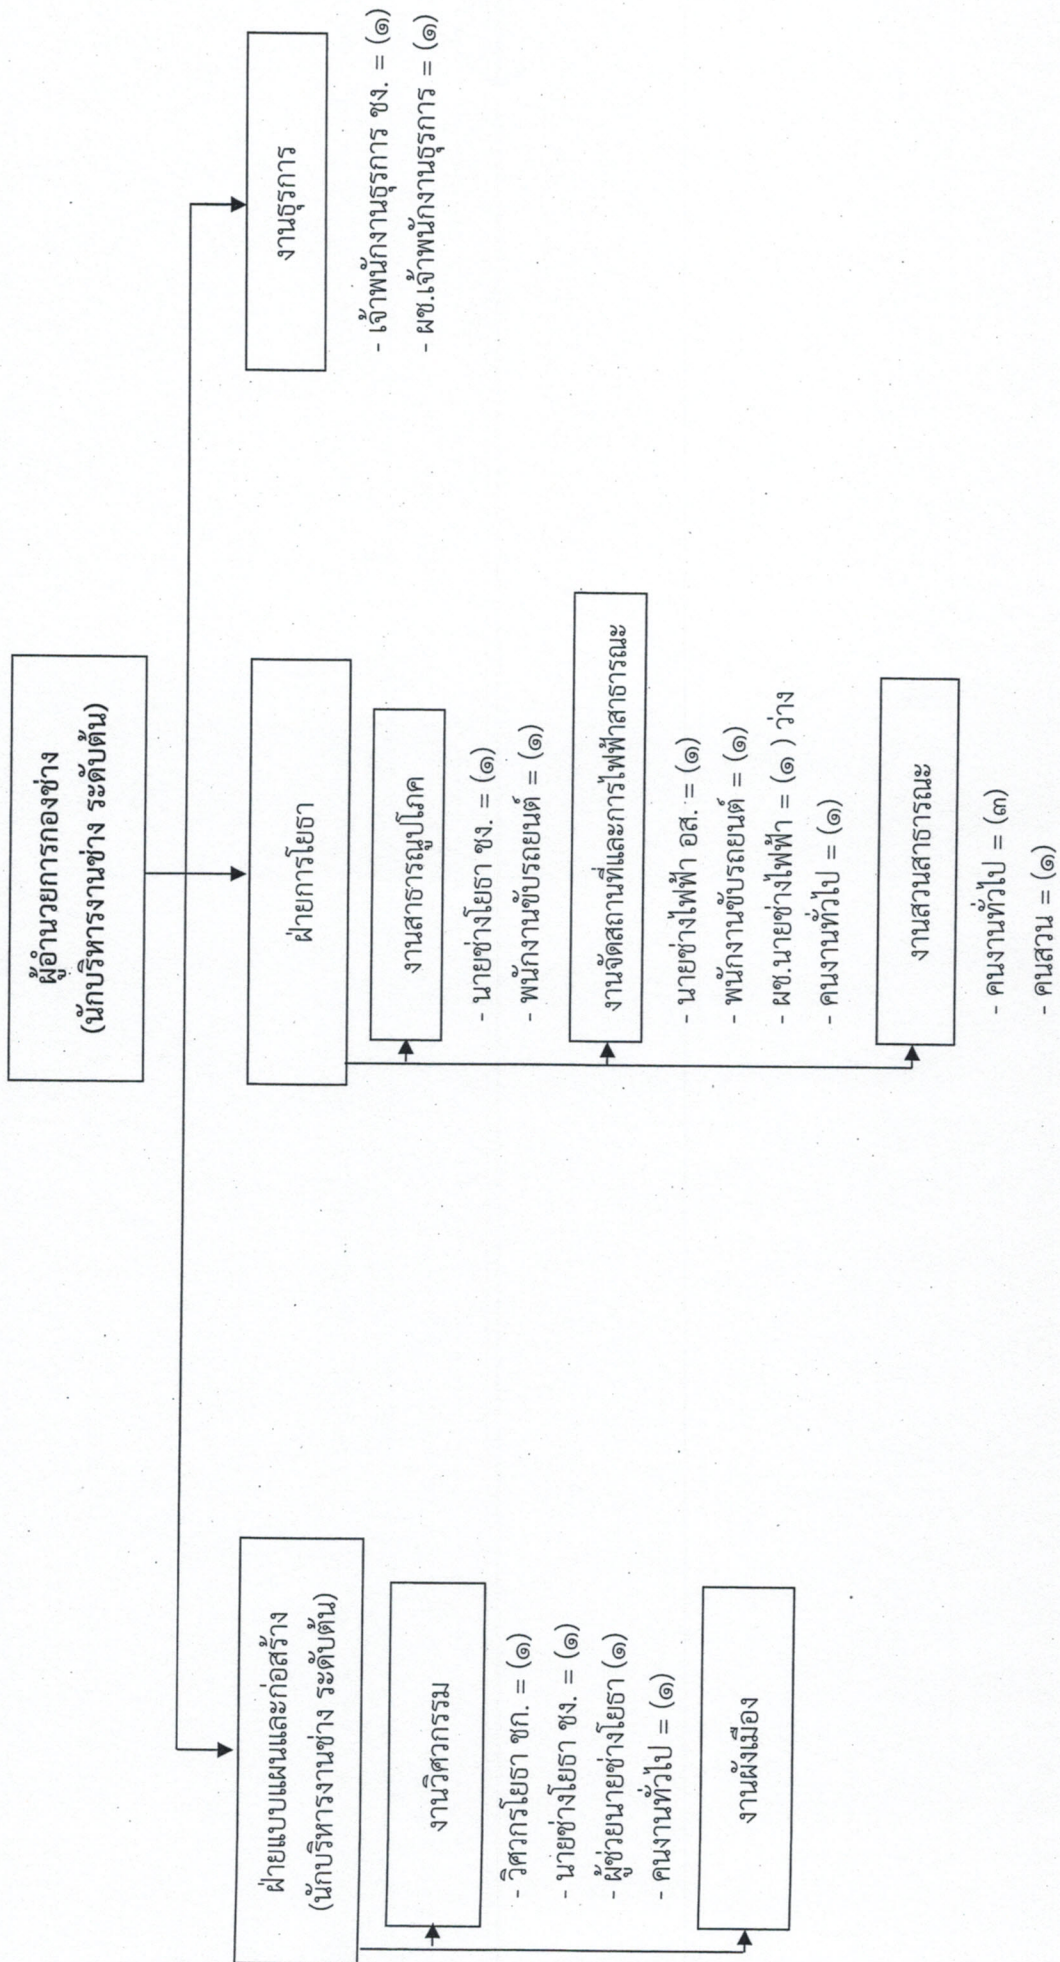 ผู้อำนวยการกองช่าง
(นักบริหารงานช่าง ระดับต้น)
ฝ่ายแบบแผนและก่อสร้าง
(นักบริหารงานช่าง ระดับต้น)
งานวิศวกรรม
- วิศวกรโยธา ชก. = (๑)
- นายช่างโยธา ชง. = (๑)
- ผู้ช่วยนายช่างโยธา (๑)
- คนงานทั่วไป = (๑)
งานผังเมือง
ฝ่ายการโยธา
งานสาธารณูปโภค
- นายช่างโยธา ชง. = (๑)
- พนักงานขับรถยนต์ = (๑)
งานจัดสถานที่และการไฟฟ้าสาธารณะ
- นายช่างไฟฟ้า อส. = (๑)
- พนักงานขับรถยนต์ = (๑)
- ผช.นายช่างไฟฟ้า = (๑ ) ว่าง
- คนงานทั่วไป = (๑)
งานสวนสาธารณะ
- คนงานทั่วไป = (๓)
- คนสวน = (๑)
งานธุรการ
- เจ้าพนักงานธุรการ ชง. = (๑)
- ผช.เจ้าพนักงานธุรการ = (๑)